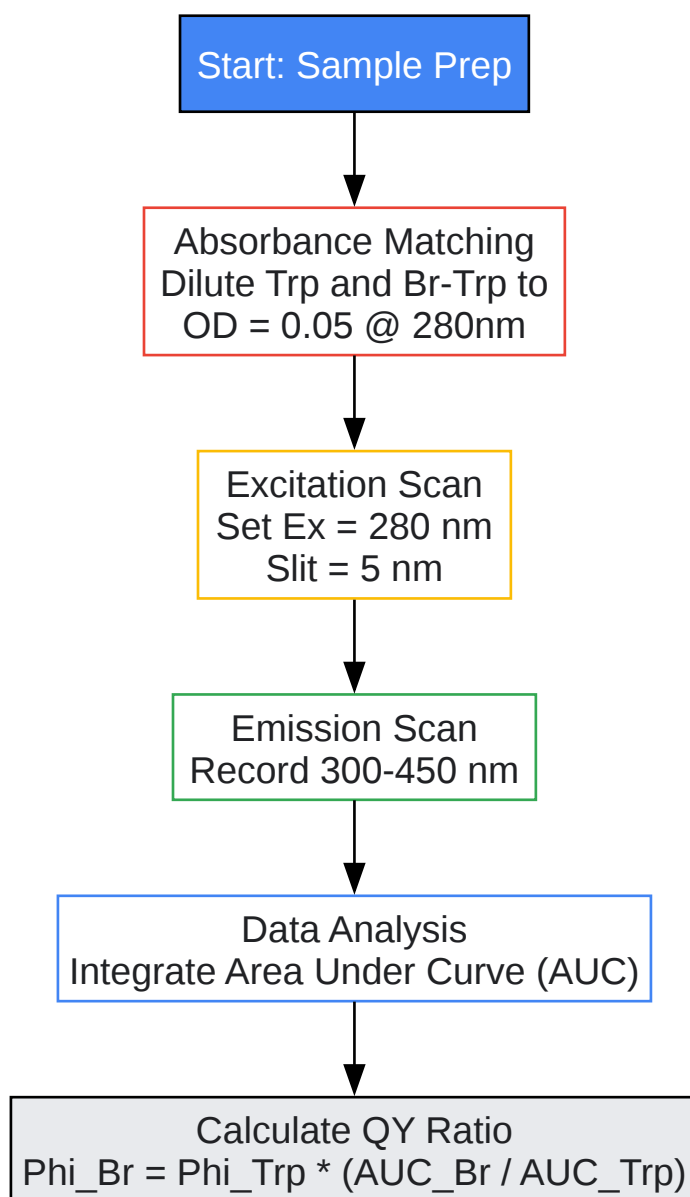 Start: Sample Prep
Absorbance Matching
Dilute Trp and Br-Trp to
OD = 0.05 @ 280nm
Excitation Scan
Set Ex = 280 nm
Slit = 5 nm
Emission Scan
Record 300-450 nm
Data Analysis
Integrate Area Under Curve (AUC)
Calculate QY Ratio
Phi_Br = Phi_Trp * (AUC_Br / AUC_Trp)